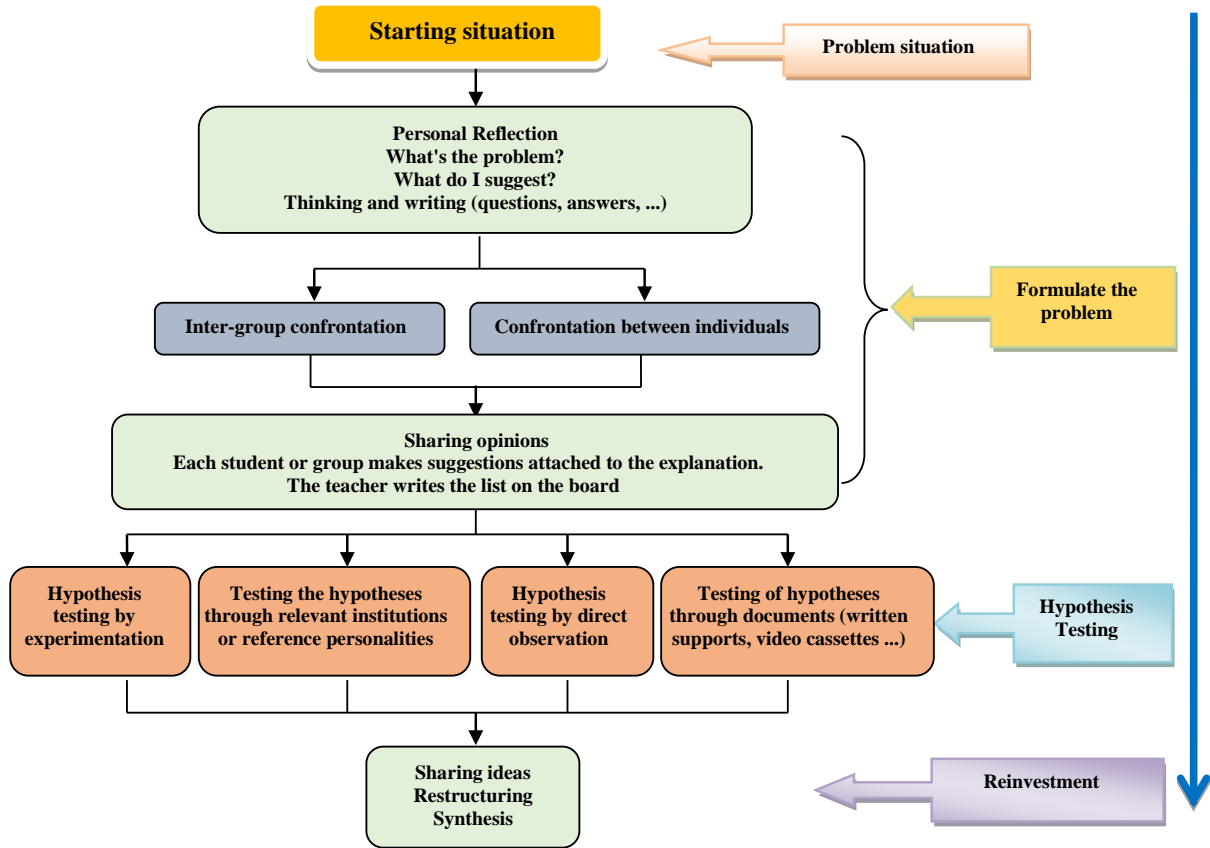 Starting situation
Problem situation
Personal Reflection
What's the problem?
What do I suggest?
Thinking and writing (questions, answers, ...)
Formulate the
problem
Inter-group confrontation
Confrontation between individuals
Sharing opinions
Each student or group makes suggestions attached to the explanation.
The teacher writes the list on the board
Hypothesis
testing by
experimentation
Testing the hypotheses
through relevant institutions
or reference personalities
Hypothesis
testing by direct
observation
Testing of hypotheses
through documents (written
supports, video cassettes ...)
Hypothesis
Testing
Sharing ideas
Restructuring
Synthesis
Reinvestment